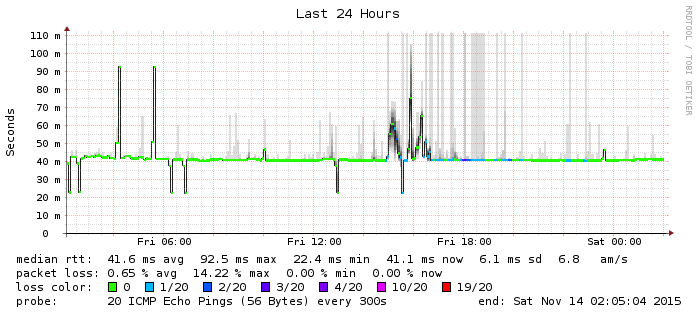 Last 24 Hours
RRDTOOL / TOBI OETIKER
Seconds
110 m
100 m
90 m
80 m
70 m
60 m
50 m
40 m
30 m
20 m
10 m
0
Fri 06:00 Fri 12:00 Fri 18:00 Sat 00:00
median rtt: 41.6 ms avg 92.5 ms max 22.4 ms min 41.1 ms now 6.1 ms sd 6.8 am/s
packet loss: 0.65 % avg 14.22 % max 0.00 % min 0.00 % now
loss color: 0 1/20 2/20 3/20 4/20 10/20 19/20
probe: 20 ICMP Echo Pings (56 Bytes) every 300s end: Sat Nov 14 02:05:04 2015